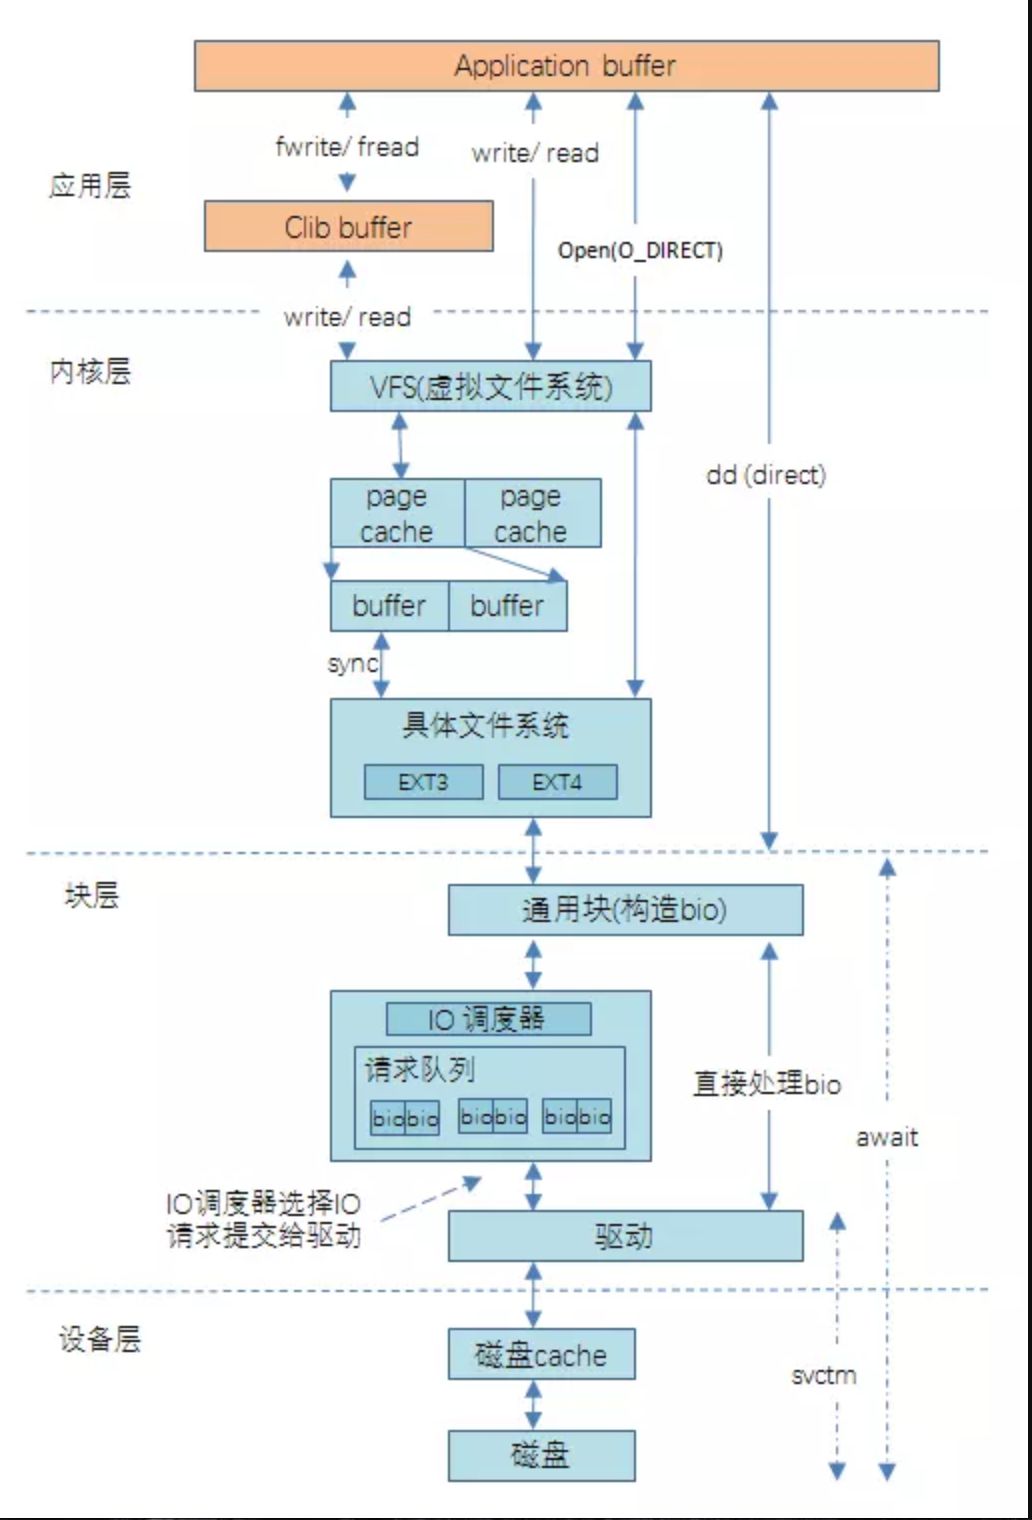 Application buffer
fwrite/ fread
write/ read
应用层
Clib buffer
Open(O_DIRECT)
write/ read
内核层
VFS(虚拟文件系统)
dd (direct)
page
cache
page
cache
buffer
buffer
sync
具体文件系统
EXT3
EXT4
块层
通用块(构造bio)
IO 调度器
请求队列
bio
bio
bio
bio
bio
bio
直接处理bio
await
IO调度器选择IO
请求提交给驱动
驱动
设备层
磁盘cache
svctm
磁盘